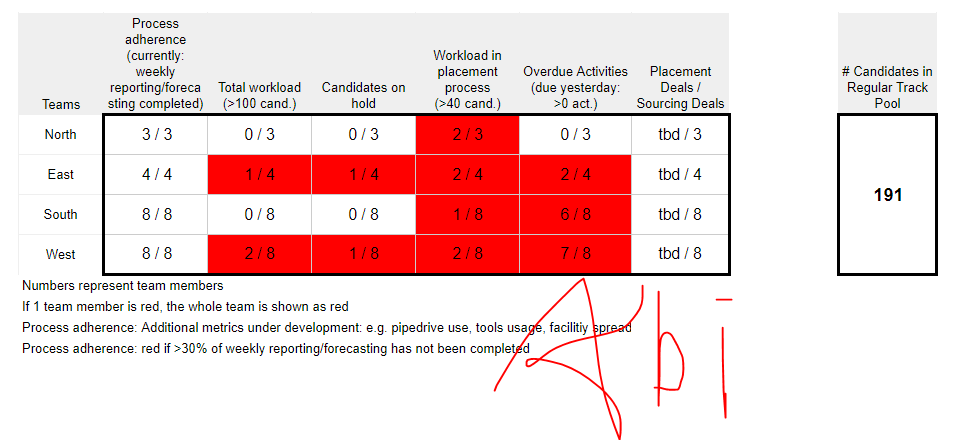 Process adherence (currently: weekly reporting/foreca sting completed)
Total workload (>100 cand.)
Candidates on hold
Workload in placement process (>40 cand.)
Overdue Activities (due yesterday: >0 act.)
Placement Deals / Sourcing Deals
# Candidates in Regular Track Pool
Teams
North 3 / 3 0 / 3 0 / 3 2 / 3 0 / 3 tbd / 3
East 4 / 4 1 / 4 1 / 4 2 / 4 2 / 4 tbd / 4
South 8 / 8 0 / 8 0 / 8 1 / 8 6 / 8 tbd / 8
West 8 / 8 2 / 8 1 / 8 2 / 8 7 / 8 tbd / 8
191
Numbers represent team members
If 1 team member is red, the whole team is shown as red
Process adherence: Additional metrics under development: e.g. pipedrive use, tools usage, facilitiy spread
Process adherence: red if >30% of weekly reporting/forecasting has not been completed